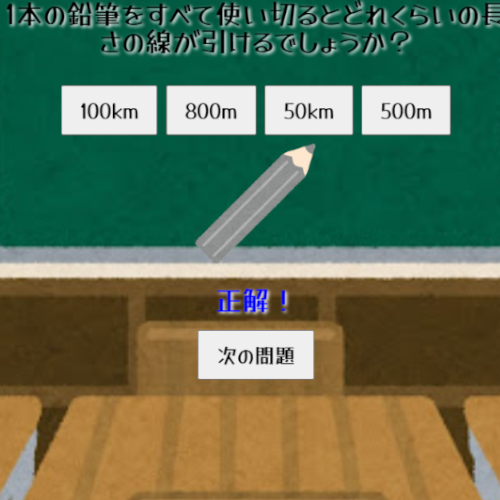 1本の鉛筆をすべて使い切るとどれくらいの長
さの線が引けるでしょうか？
100km
800m
50km
500m
正解！
次の問題